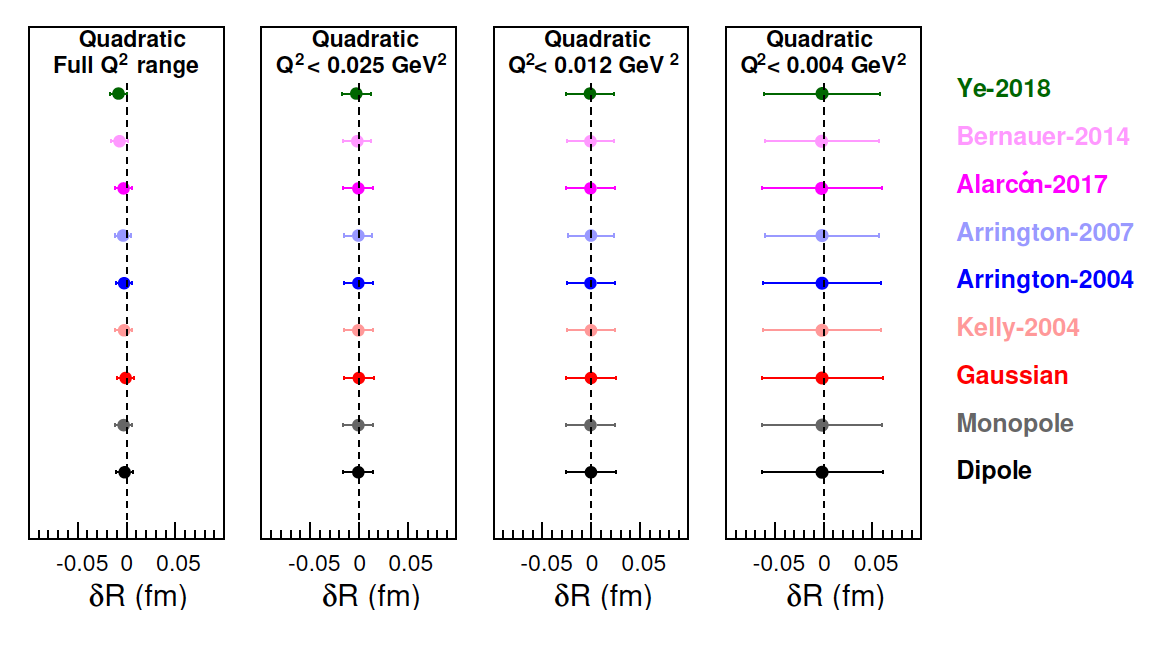 Quadratic
Full Q² range
Quadratic
Q²< 0.025 GeV²
Quadratic
Q²< 0.012 GeV ²
Quadratic
Q²< 0.004 GeV²
Ye-2018
Bernauer-2014
Alarcón-2017
Arrington-2007
Arrington-2004
Kelly-2004
Gaussian
Monopole
Dipole
-0.05 0 0.05
δR (fm)
-0.05 0 0.05
δR (fm)
-0.05 0 0.05
δR (fm)
-0.05 0 0.05
δR (fm)